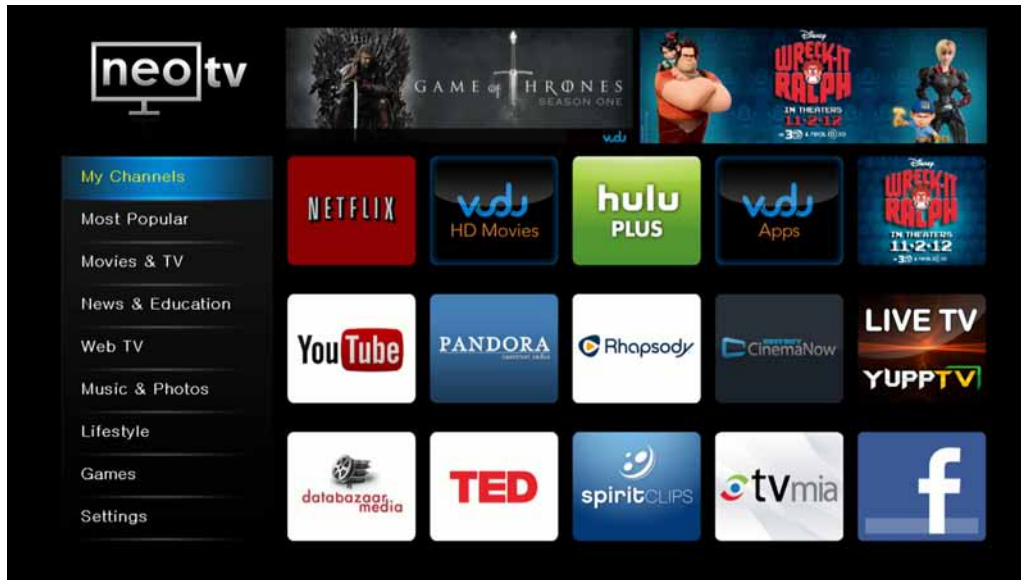 neo tv
GAME of THRONES
SEASON ONE
vudu
Disney
WRECK-IT
RALPH
IN THEATERS
11·2·12
My Channels
Most Popular
Movies & TV
News & Education
Web TV
Music & Photos
Lifestyle
Games
Settings
NETFLIX
vudu
HD Movies
hulu
PLUS
vudu
Apps
Disney
WRECK-IT
RALPH
IN THEATERS
11·2·12
YouTube
PANDORA
internet radio
Rhapsody
CinemaNow
LIVE TV
YUPPTV
databazaar
media
TED
spiritCLIPS
tvmia
f